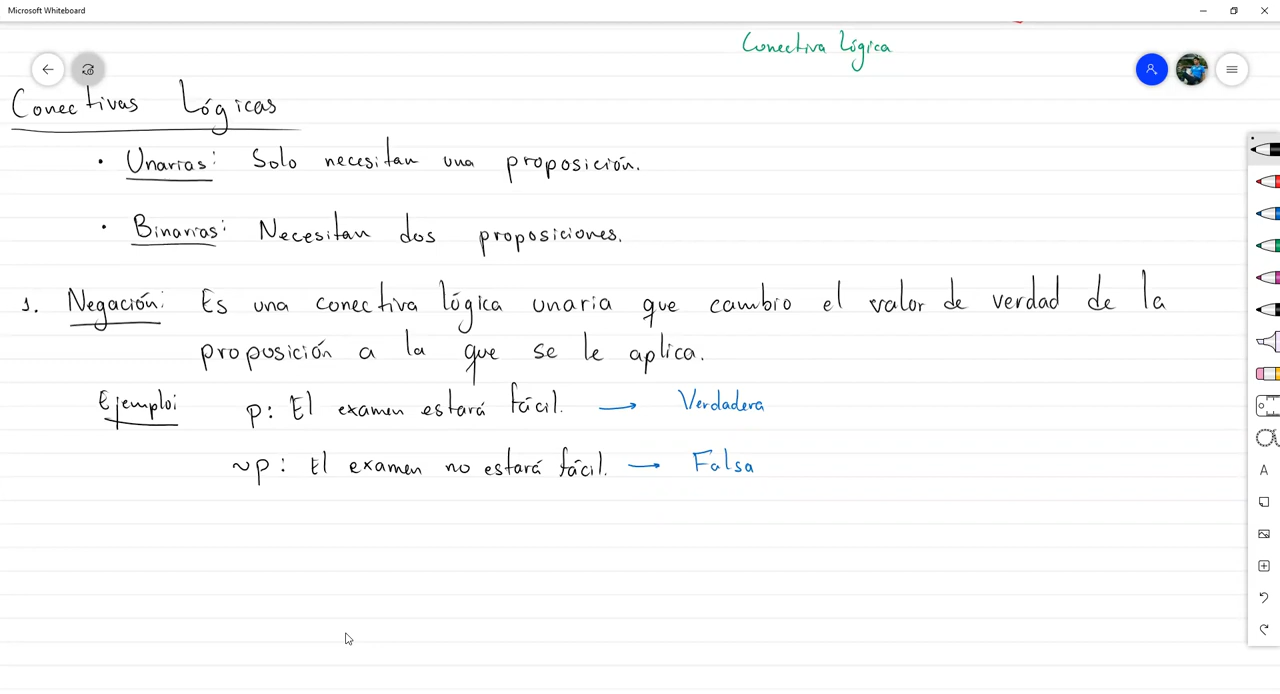 Microsoft Whiteboard
Conectiva lógica
Conectivas Lógicas
• Unarias: Solo necesitan una proposición.
• Binarias: Necesitan dos proposiciones.
1. Negación: Es una conectiva lógica unaria que cambio el valor de verdad de la
proposición a la que se le aplica.
Ejemplo: p: El examen estará fácil. → Verdadera
~p: El examen no estará fácil. → Falsa